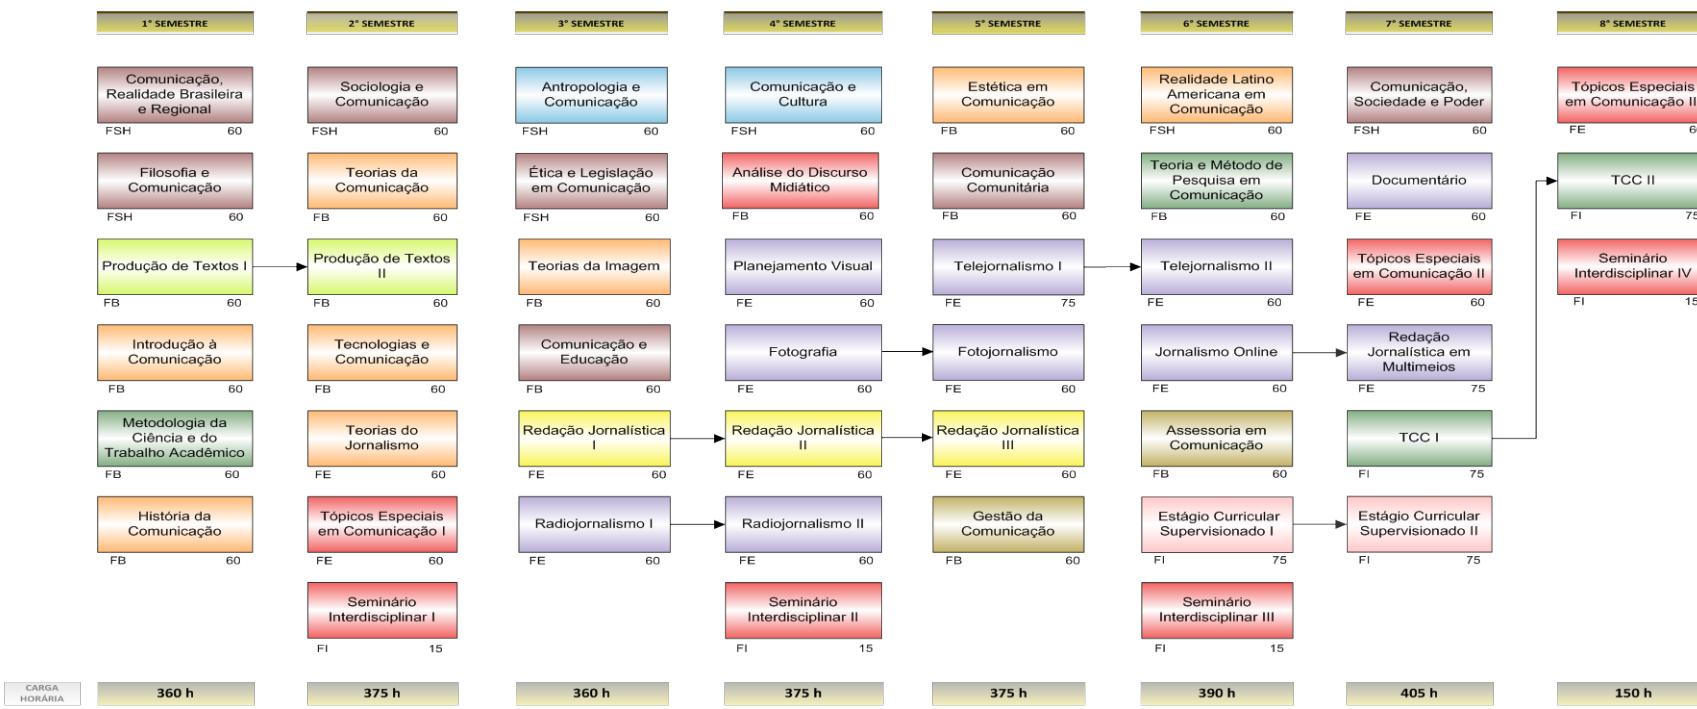 1° SEMESTRE 2° SEMESTRE 3° SEMESTRE 4° SEMESTRE 5° SEMESTRE 6° SEMESTRE 7° SEMESTRE 8° SEMESTRE
Comunicação,
Realidade Brasileira
e Regional
FSH 60
Sociologia e
Comunicação
FSH 60
Antropologia e
Comunicação
FSH 60
Comunicação e
Cultura
FSH 60
Estética em
Comunicação
FB 60
Realidade Latino
Americana em
Comunicação
FSH 60
Comunicação,
Sociedade e Poder
FSH 60
Tópicos Especiais
em Comunicação II
FE
Filosofia e
Comunicação
FSH 60
Teorias da
Comunicação
FB 60
Ética e Legislação
em Comunicação
FSH 60
Análise do Discurso
Midiático
FB 60
Comunicação
Comunitária
FB 60
Teoria e Método de
Pesquisa em
Comunicação
FB 60
Documentário
FE 60
TCC II
FI 75
Produção de Textos I
FB 60
Produção de Textos
II
FB 60
Teorias da Imagem
FB 60
Planejamento Visual
FE 60
Telejornalismo I
FE 75
Telejornalismo II
FE 60
Tópicos Especiais
em Comunicação II
FE 60
Seminário
Interdisciplinar IV
FI 15
Introdução à
Comunicação
FB 60
Tecnologias e
Comunicação
FB 60
Comunicação e
Educação
FB 60
Fotografia
FE 60
Fotojornalismo
FE 60
Jornalismo Online
FE 60
Redação
Jornalística em
Multimeios
FE 75
Metodologia da
Ciência e do
Trabalho Acadêmico
FB 60
Teorias do
Jornalismo
FE 60
Redação Jornalística
I
FE 60
Redação Jornalística
II
FE 60
Redação Jornalística
III
FE 60
Assessoria em
Comunicação
FB 60
TCC I
FI 75
História da
Comunicação
FB 60
Tópicos Especiais
em Comunicação I
FE 60
Radiojornalismo I
FE 60
Radiojornalismo II
FE 60
Gestão da
Comunicação
FB 60
Estágio Curricular
Supervisionado I
FI 75
Estágio Curricular
Supervisionado II
FI 75
Seminário
Interdisciplinar I
FI 15
Seminário
Interdisciplinar II
FI 15
Seminário
Interdisciplinar III
FI 15
CARGA
HORÁRIA
360 h 375 h 360 h 375 h 375 h 390 h 405 h 150 h